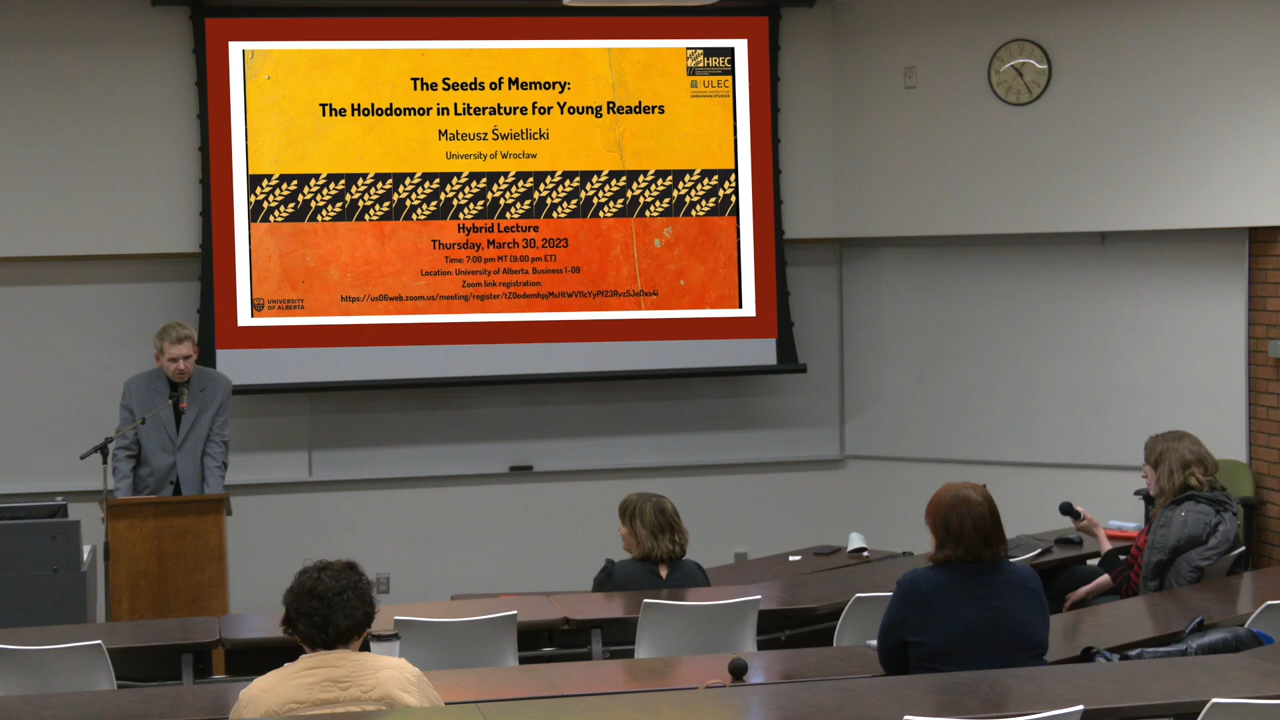 HREC
ULEC
UKRAINIAN STUDIES
The Seeds of Memory:
The Holodomor in Literature for Young Readers
Mateusz Świetlicki
University of Wrocław
Hybrid Lecture
Thursday, March 30, 2023
Time: 7:00 pm MT (9:00 pm ET)
Location: University of Alberta, Business 1-09
Zoom link registration:
UNIVERSITY
OF ALBERTA